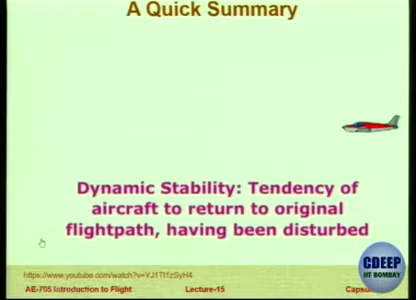 A Quick Summary
Dynamic Stability: Tendency of
aircraft to return to original
flightpath, having been disturbed
https://www.youtube.com/watch?v=YJ1Tt1zSyH4
AE-705 Introduction to Flight Lecture-15
CDEEP
IIT BOMBAY